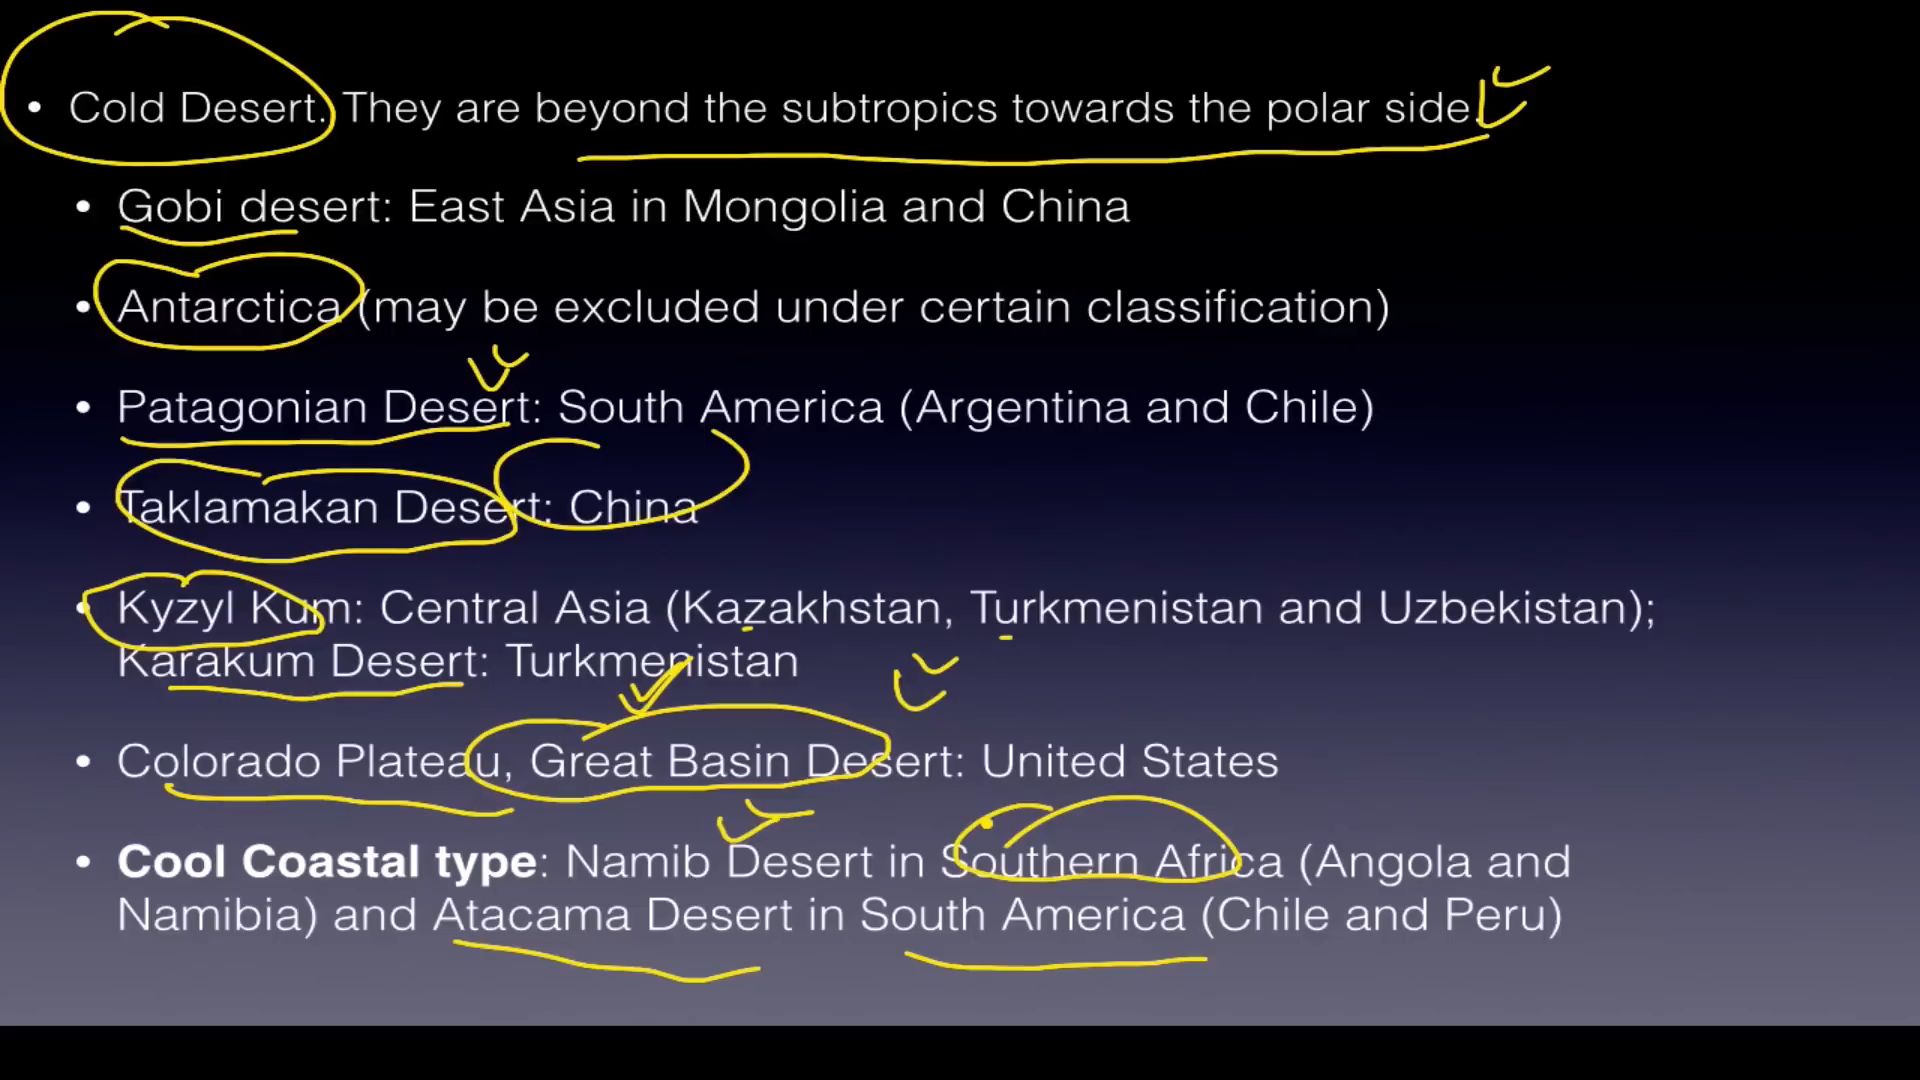 • Cold Desert: They are beyond the subtropics towards the polar side.
• Gobi desert: East Asia in Mongolia and China
• Antarctica (may be excluded under certain classification)
• Patagonian Desert: South America (Argentina and Chile)
• Taklamakan Desert: China
• Kyzyl Kum: Central Asia (Kazakhstan, Turkmenistan and Uzbekistan);
Karakum Desert: Turkmenistan
• Colorado Plateau, Great Basin Desert: United States
• Cool Coastal type: Namib Desert in Southern Africa (Angola and
Namibia) and Atacama Desert in South America (Chile and Peru)